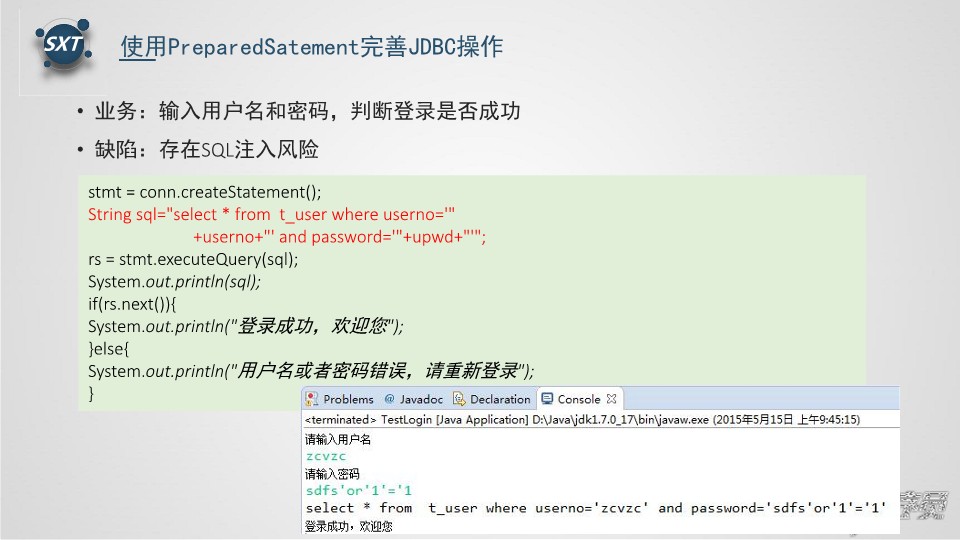 SXT
使用PreparedSatement完善JDBC操作
• 业务：输入用户名和密码，判断登录是否成功
• 缺陷：存在SQL注入风险
stmt = conn.createStatement();
String sql="select * from  t_user where userno='"
+userno+"' and password='"+upwd+"'";
rs = stmt.executeQuery(sql);
System.out.println(sql);
if(rs.next()){
System.out.println("登录成功，欢迎您");
}else{
System.out.println("用户名或者密码错误，请重新登录");
}
Problems @ Javadoc Declaration Console
<terminated> TestLogin [Java Application] D:\Java\jdk1.7.0_17\bin\javaw.exe (2015年5月15日 上午9:45:15)
请输入用户名
zcvzc
请输入密码
sdfs'or'1'='1
select * from  t_user where userno='zcvzc' and password='sdfs'or'1'='1'
登录成功，欢迎您